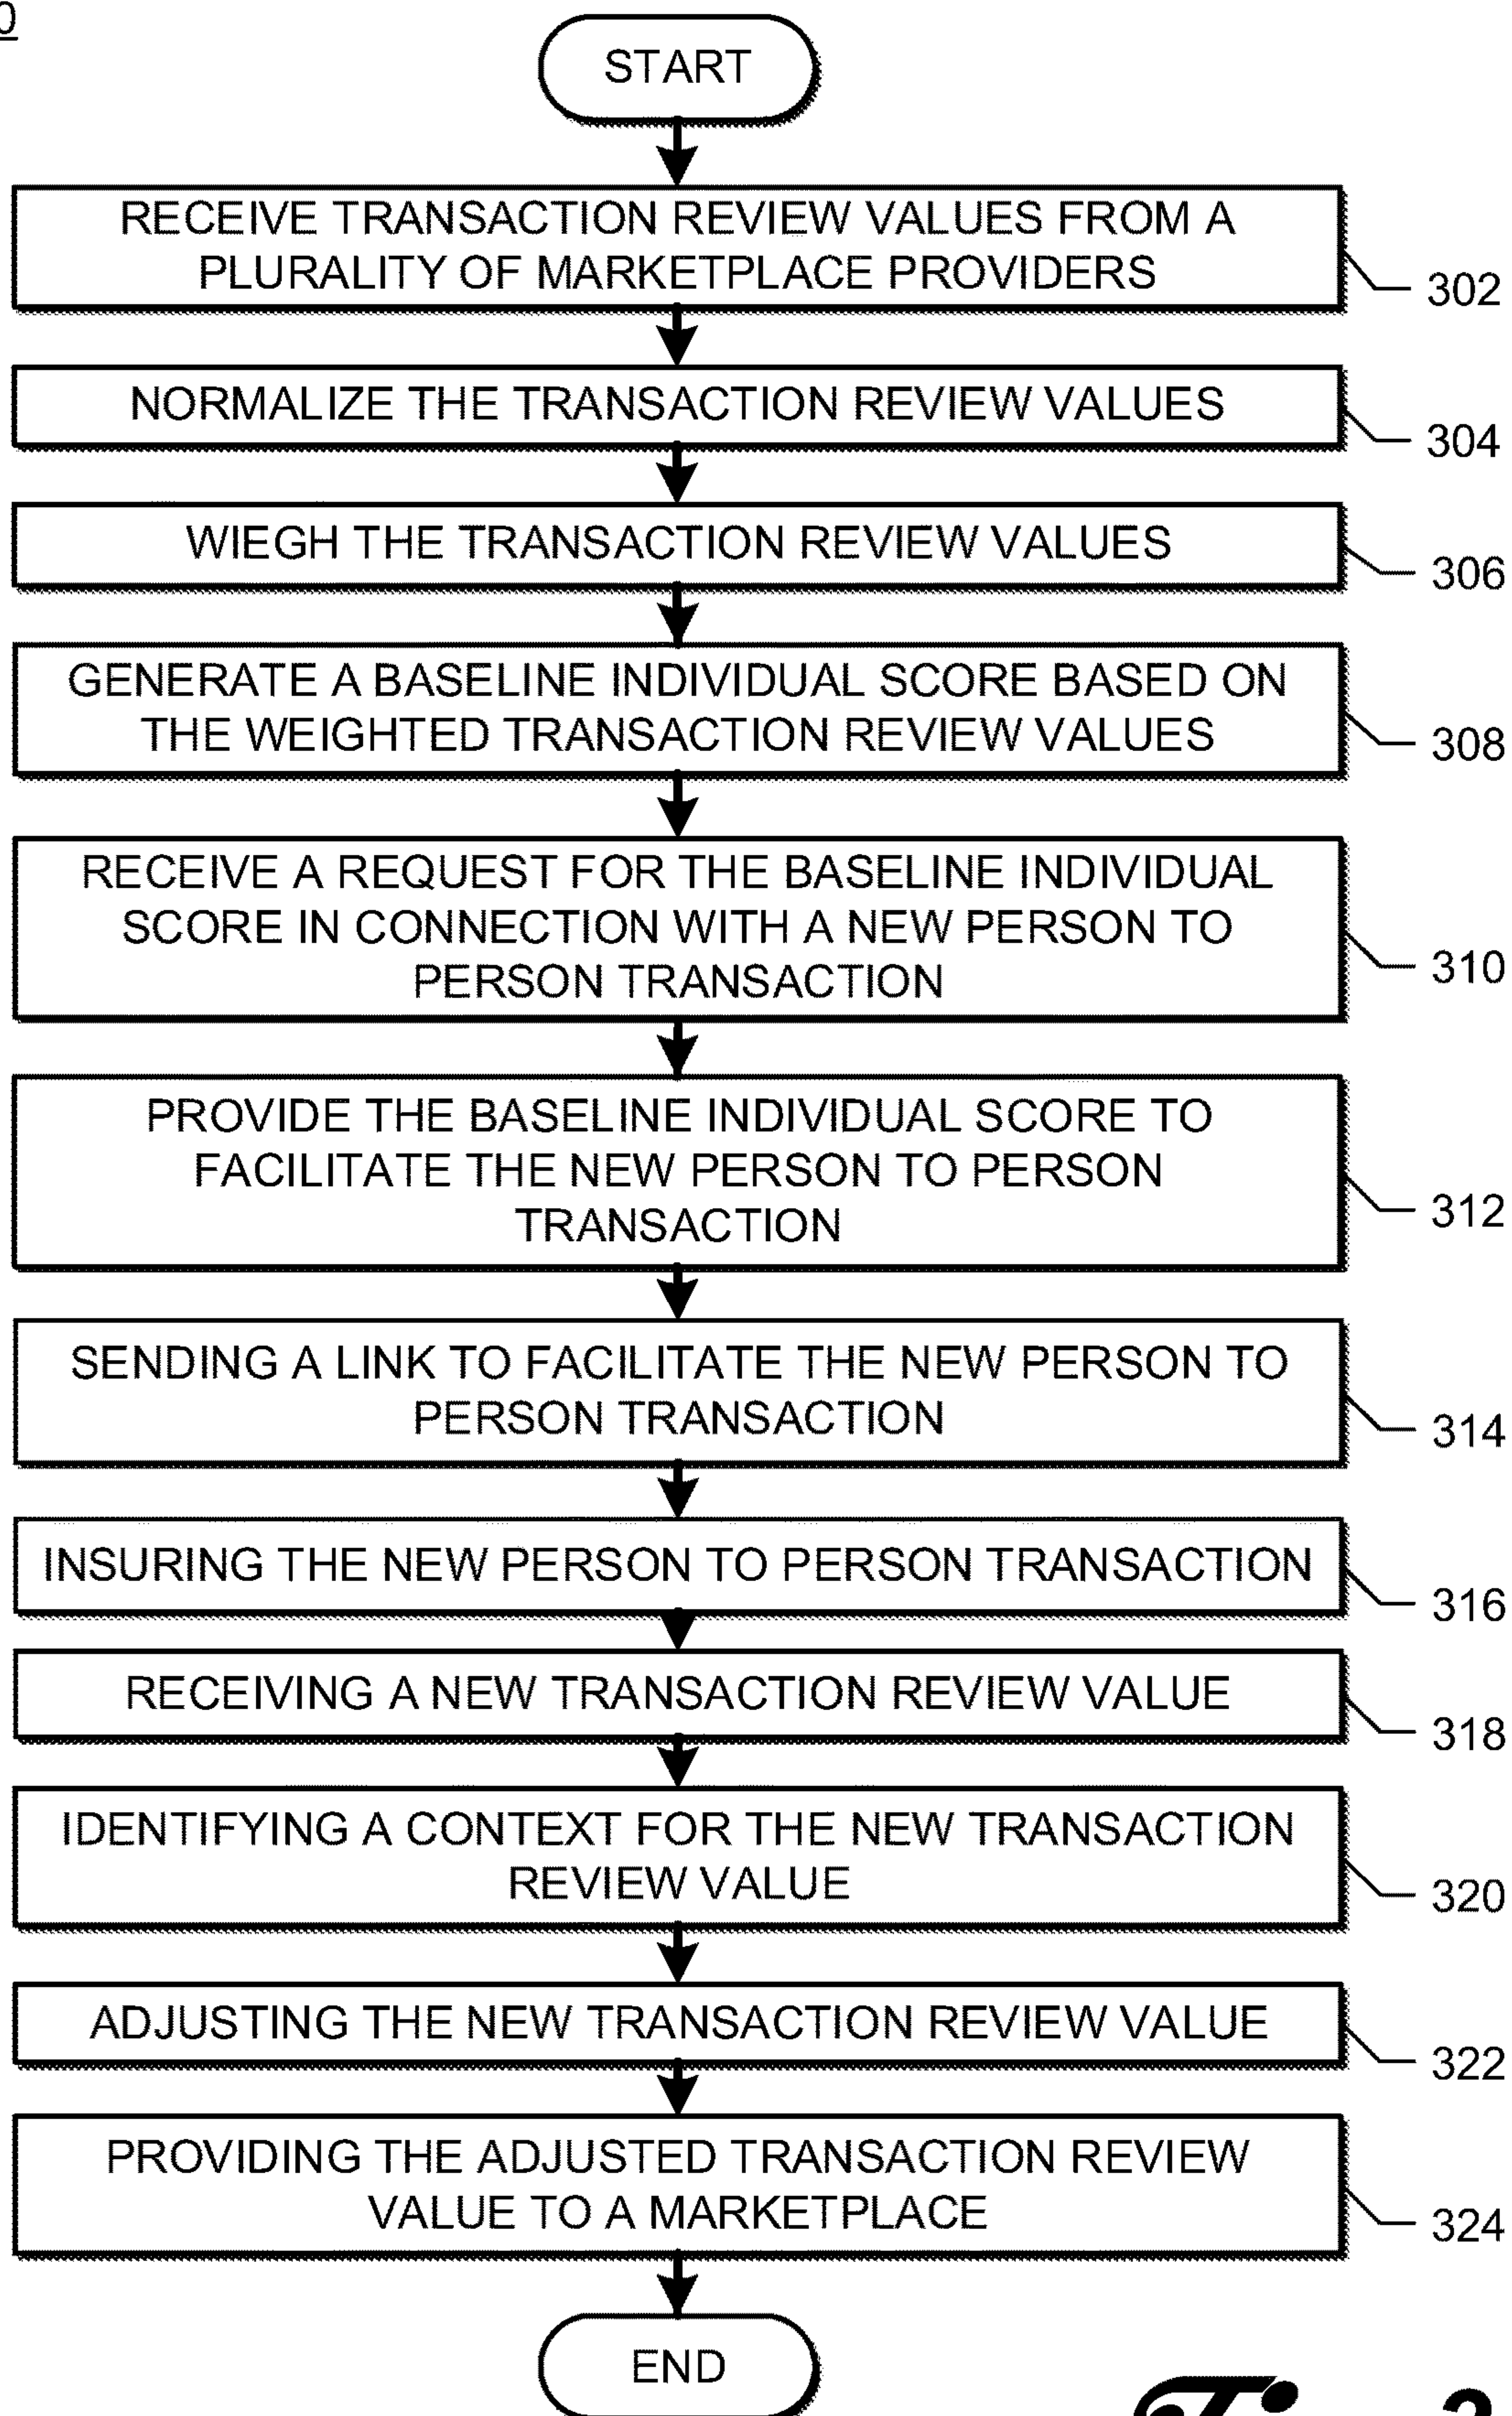 START
RECEIVE TRANSACTION REVIEW VALUES FROM A
PLURALITY OF MARKETPLACE PROVIDERS
302
NORMALIZE THE TRANSACTION REVIEW VALUES
304
WIEGH THE TRANSACTION REVIEW VALUES
306
GENERATE A BASELINE INDIVIDUAL SCORE BASED ON
THE WEIGHTED TRANSACTION REVIEW VALUES
308
RECEIVE A REQUEST FOR THE BASELINE INDIVIDUAL
SCORE IN CONNECTION WITH A NEW PERSON TO
PERSON TRANSACTION
310
PROVIDE THE BASELINE INDIVIDUAL SCORE TO
FACILITATE THE NEW PERSON TO PERSON
TRANSACTION
312
SENDING A LINK TO FACILITATE THE NEW PERSON TO
PERSON TRANSACTION
314
INSURING THE NEW PERSON TO PERSON TRANSACTION
316
RECEIVING A NEW TRANSACTION REVIEW VALUE
318
IDENTIFYING A CONTEXT FOR THE NEW TRANSACTION
REVIEW VALUE
320
ADJUSTING THE NEW TRANSACTION REVIEW VALUE
322
PROVIDING THE ADJUSTED TRANSACTION REVIEW
VALUE TO A MARKETPLACE
324
END